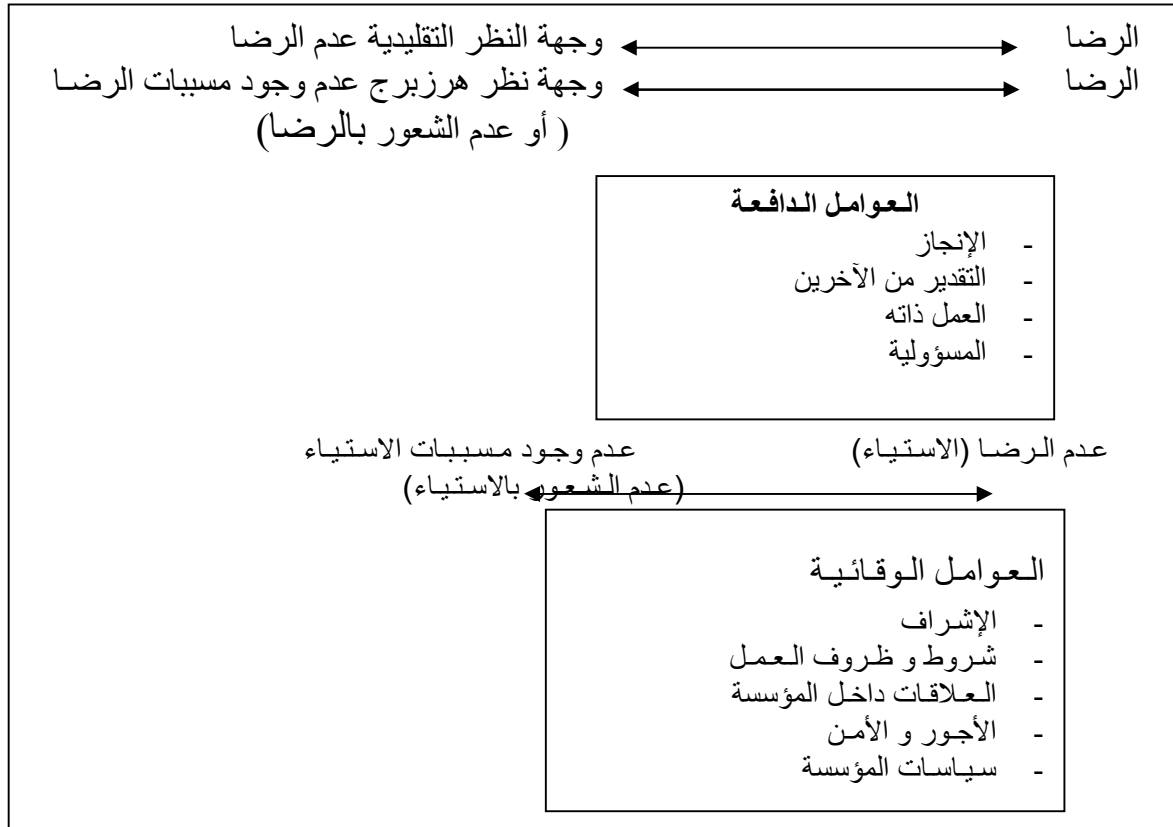 الرضا وجهة النظر التقليدية عدم الرضا
الرضا وجهة نظر هرزبرج عدم وجود مسببات الرضا
( أو عدم الشعور بالرضا)
العوامل الدافعة
- الإنجاز
- التقدير من الآخرين
- العمل ذاته
- المسؤولية
عدم الرضا (الاستياء) عدم وجود مسببات الاستياء
(عدم الشعور بالاستياء)
العوامل الوقائية
- الإشراف
- شروط و ظروف العمل
- العلاقات داخل المؤسسة
- الأجور و الأمن
- سياسات المؤسسة